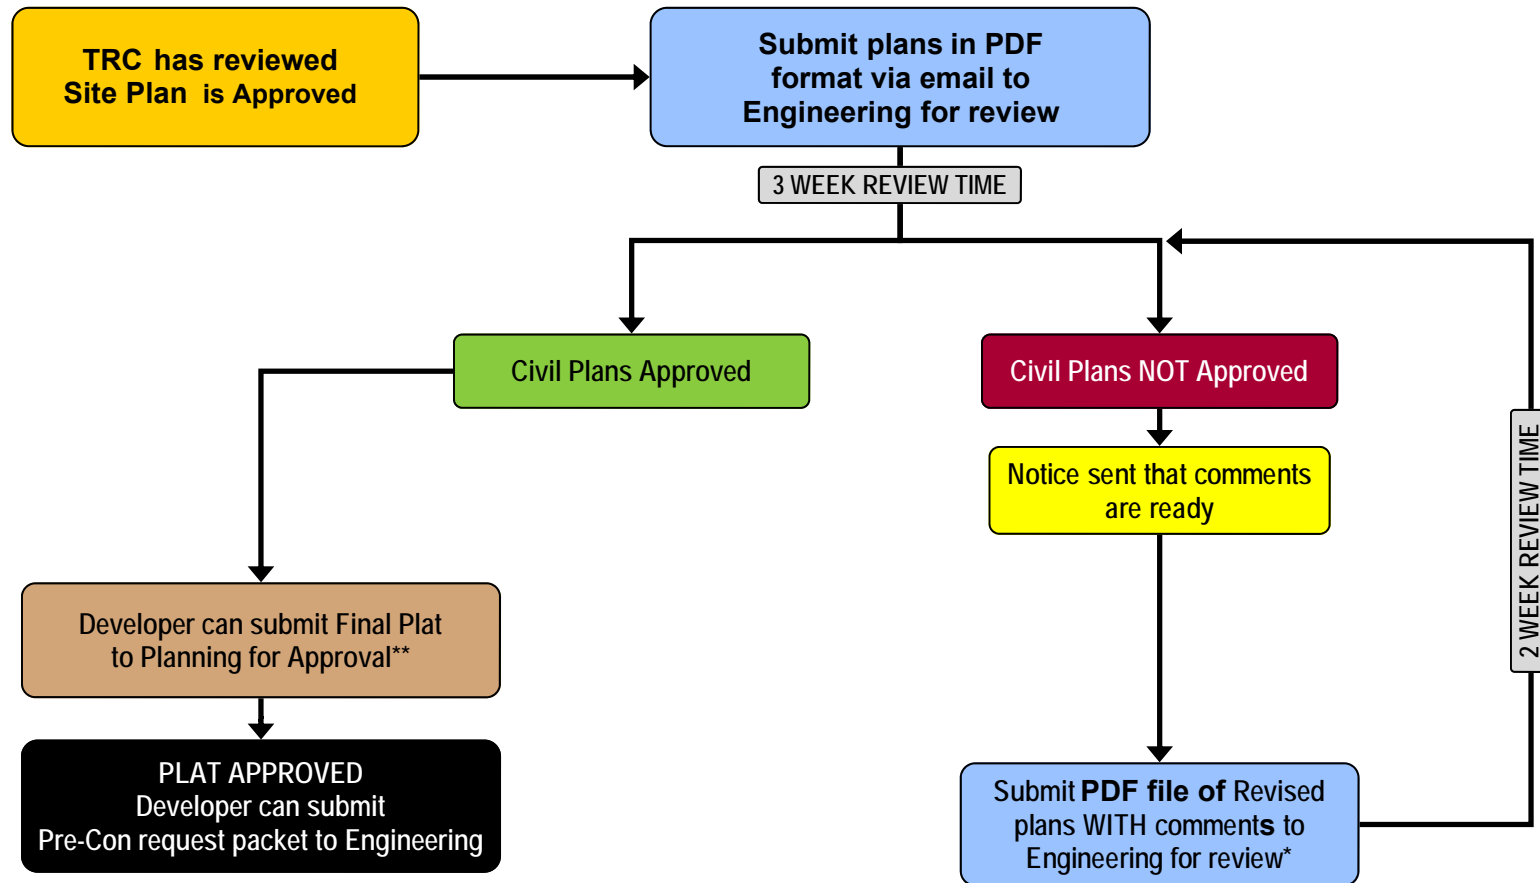 TRC has reviewed
Site Plan is Approved
Submit plans in PDF
format via email to
Engineering for review
3 WEEK REVIEW TIME
Civil Plans Approved
Civil Plans NOT Approved
Notice sent that comments
are ready
2 WEEK REVIEW TIME
Developer can submit Final Plat
to Planning for Approval**
PLAT APPROVED
Developer can submit
Pre-Con request packet to Engineering
Submit PDF file of Revised
plans WITH comments to
Engineering for review*